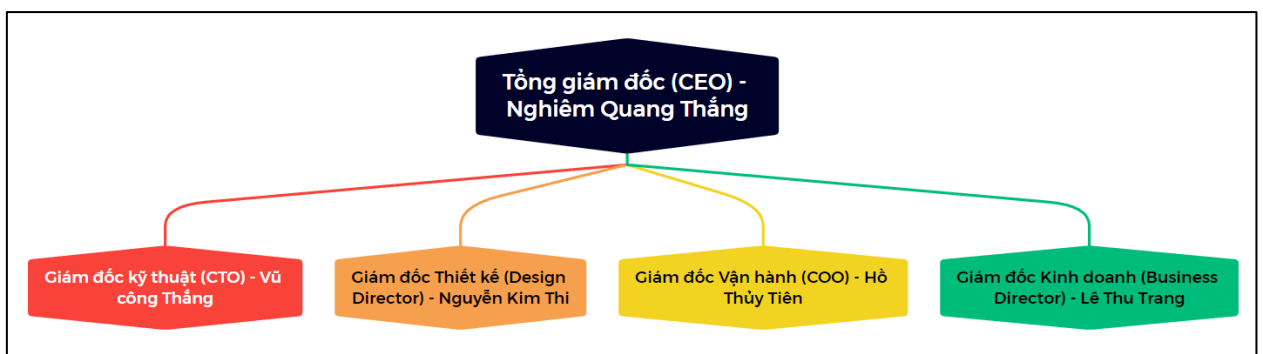 Tổng giám đốc (CEO) -
Nghiêm Quang Thắng
Giám đốc kỹ thuật (CTO) - Vũ
công Thắng
Giám đốc Thiết kế (Design
Director) - Nguyễn Kim Thi
Giám đốc Vận hành (COO) - Hồ
Thủy Tiên
Giám đốc Kinh doanh (Business
Director) - Lê Thu Trang